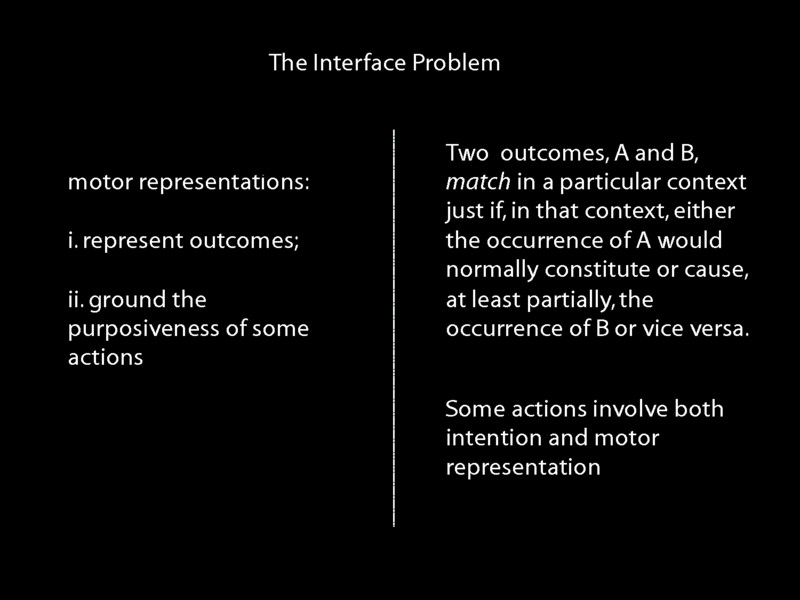 The Interface Problem
motor representations:
i. represent outcomes;
ii. ground the
purposiveness of some
actions
Two outcomes, A and B,
match in a particular context
just if, in that context, either
the occurrence of A would
normally constitute or cause,
at least partially, the
occurrence of B or vice versa.
Some actions involve both
intention and motor
representation